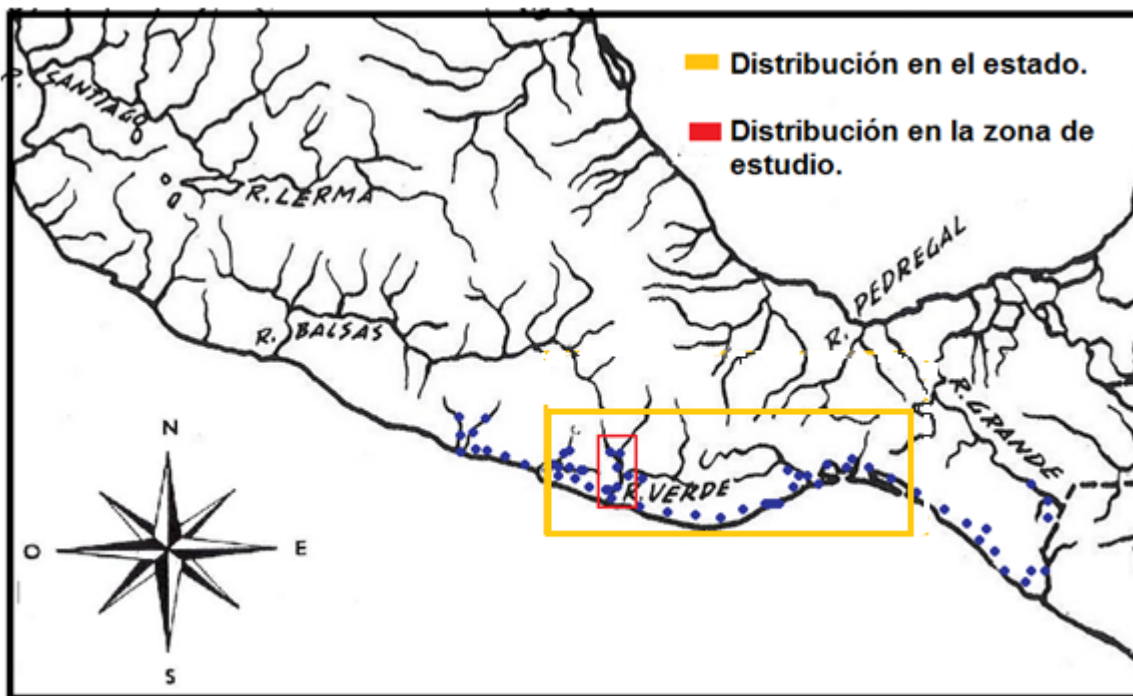 Distribución en el estado.
Distribución en la zona de
estudio.
R. SANTIAGO
R. LERMA
R. PEDREGAL
R. BALSAS
R. GRANDE
R. VERDE
N
O
E
S